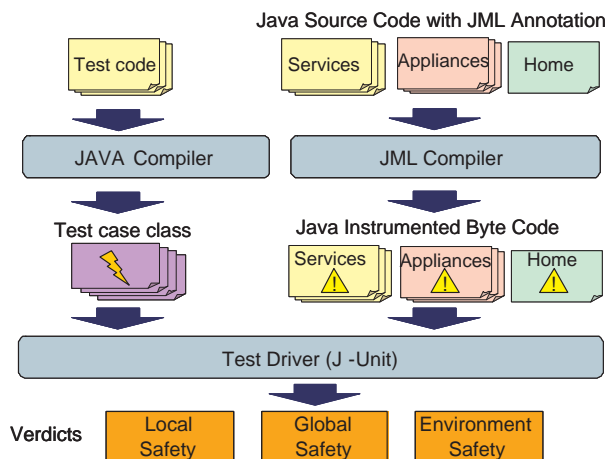 Java Source Code with JML Annotation
Test code
Services
Appliances
Home
JAVA Compiler
JML Compiler
Test case class
Java Instrumented Byte Code
Services
!
Appliances
!
Home
!
Test Driver (J -Unit)
Verdicts
Local
Safety
Global
Safety
Environment
Safety